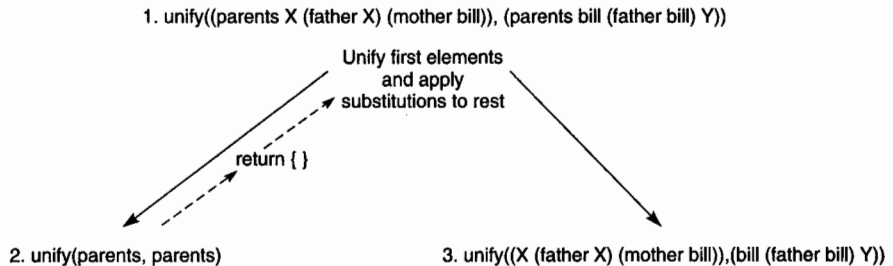 1. unify((parents X (father X) (mother bill)), (parents bill (father bill) Y))
Unify first elements
and apply
substitutions to rest
return { }
2. unify(parents, parents)
3. unify((X (father X) (mother bill)),(bill (father bill) Y))